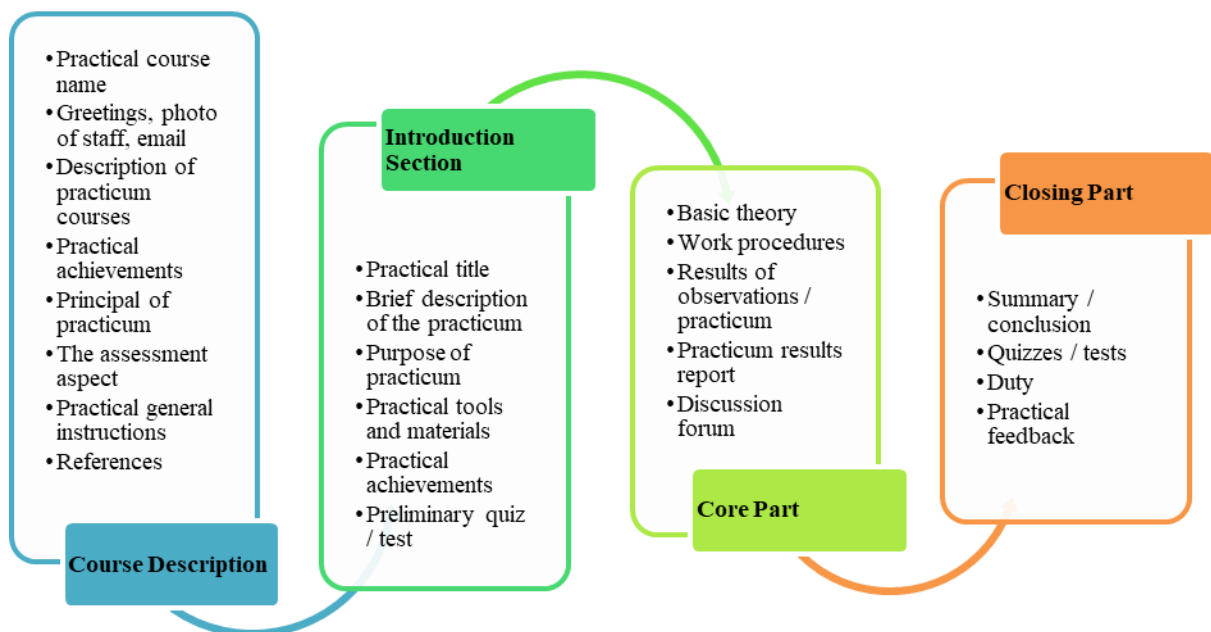 •Practical course
name
•Greetings, photo
of staff, email
•Description of
practicum
courses
•Practical
achievements
•Principal of
practicum
•The assessment
aspect
•Practical general
instructions
•References
Course Description
Introduction
Section
•Practical title
•Brief description
of the practicum
•Purpose of
practicum
•Practical tools
and materials
•Practical
achievements
•Preliminary quiz
/ test
•Basic theory
•Work procedures
•Results of
observations /
practicum
•Practicum results
report
•Discussion
forum
Core Part
Closing Part
•Summary /
conclusion
•Quizzes / tests
•Duty
•Practical
feedback